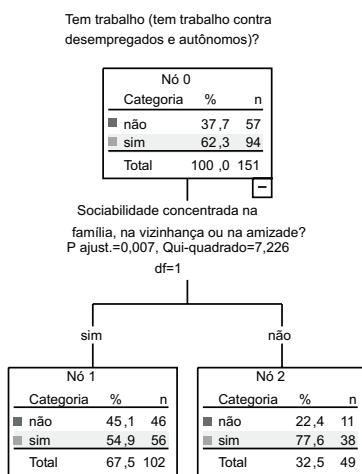 Tem trabalho (tem trabalho contra
desempregados e autônomos)?
Nó 0
Categoria % n
não 37,7 57
sim 62,3 94
Total 100 ,0 151
Sociabilidade concentrada na
família, na vizinhança ou na amizade?
P ajust.=0,007, Qui-quadrado=7,226
df=1
sim não
Nó 1
Categoria % n
não 45,1 46
sim 54,9 56
Total 67,5 102
Nó 2
Categoria % n
não 22,4 11
sim 77,6 38
Total 32,5 49